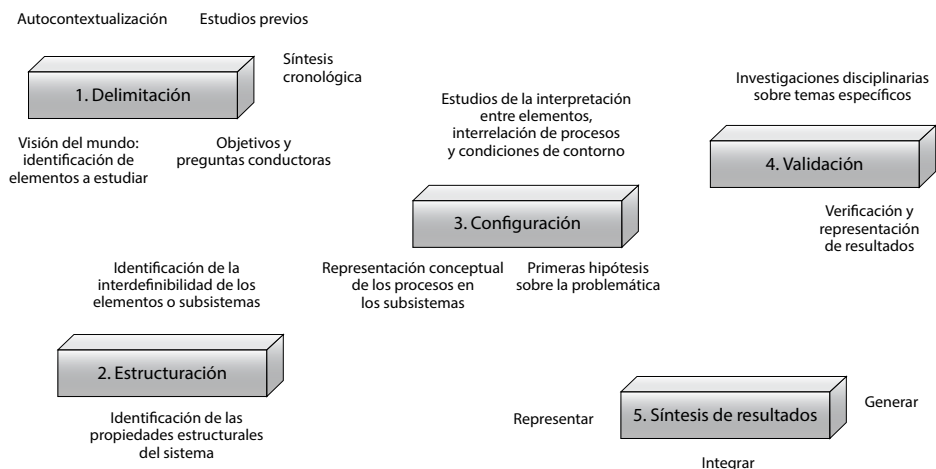 Autocontextualización
Estudios previos
Síntesis
cronológica
1. Delimitación
Visión del mundo:
identificación de
elementos a estudiar
Objetivos y
preguntas conductoras
Identificación de la
interdefinibilidad de los
elementos o subsistemas
2. Estructuración
Identificación de las
propiedades estructurales
del sistema
Estudios de la interpretación
entre elementos,
interrelación de procesos
y condiciones de contorno
3. Configuración
Representación conceptual
de los procesos en
los subsistemas
Primeras hipótesis
sobre la problemática
Investigaciones disciplinarias
sobre temas específicos
4. Validación
Verificación y
representación
de resultados
Representar
5. Síntesis de resultados
Generar
Integrar